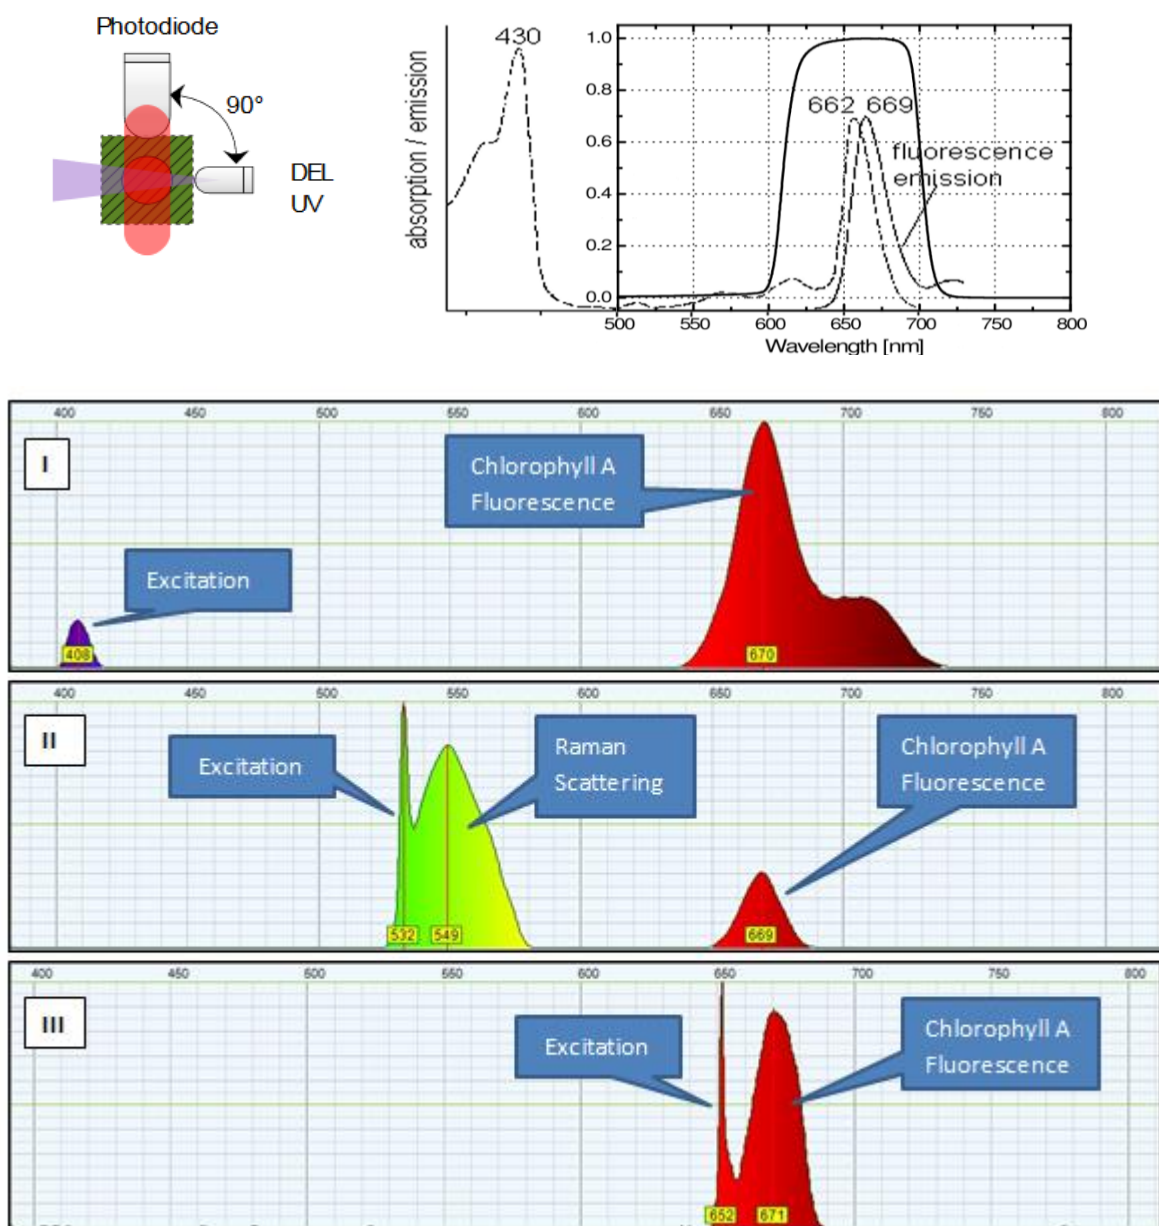 Photodiode
90°
DEL
UV
absorption / emission
430
1.0
0.8
0.6
0.4
0.2
0.0
662 669
fluorescence
emission
500 550 600 650 700 750 800
Wavelength [nm]
400 450 500 550 600 650 700 750 800
I
Chlorophyll A
Fluorescence
Excitation
408
670
400 450 500 550 600 650 700 750 800
II
Excitation
Raman
Scattering
Chlorophyll A
Fluorescence
532 549 669
400 450 500 550 600 650 700 750 800
III
Excitation
Chlorophyll A
Fluorescence
652 671